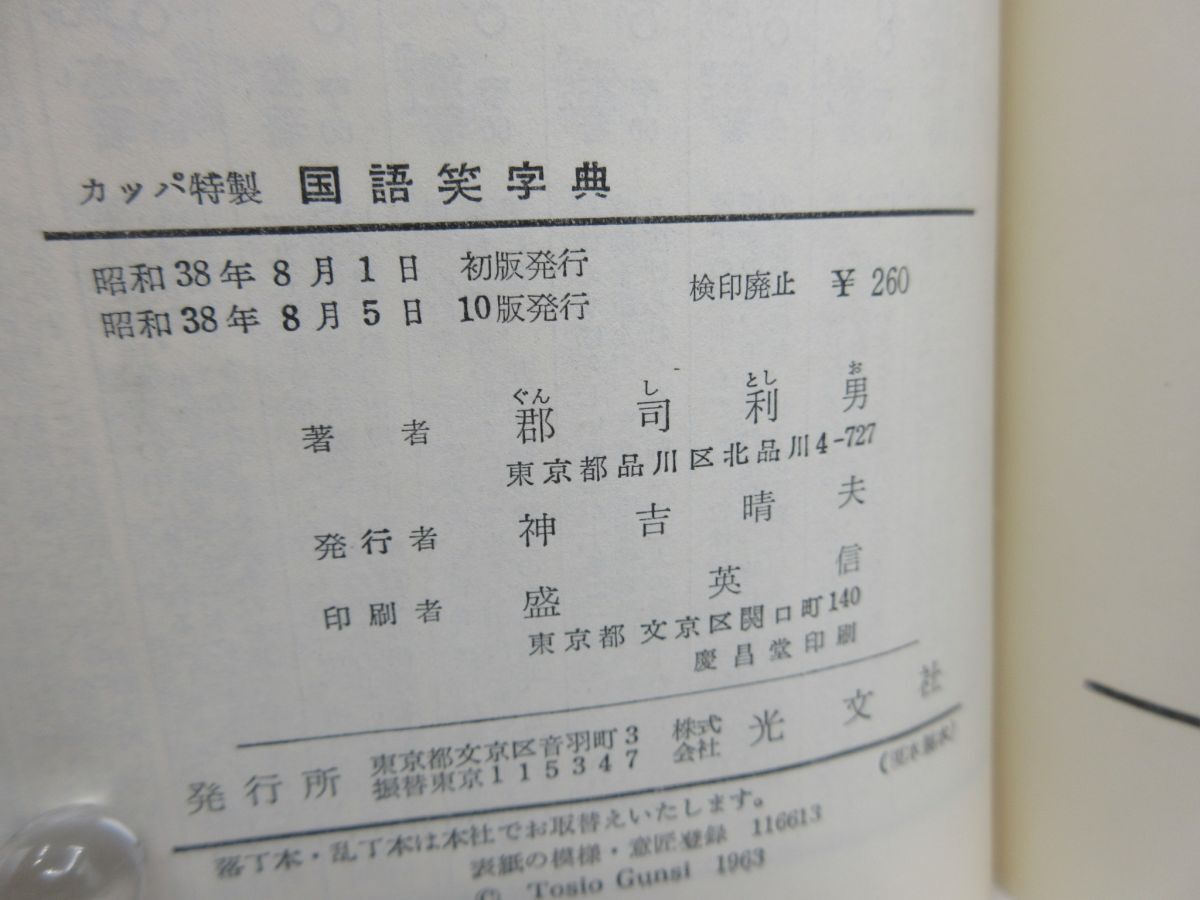 カッパ特製 国語笑字典
昭和38年8月1日 初版発行
昭和38年8月5日 10版発行
検印廃止 ¥ 260
ぐん し とし お
著者 郡司利男
東京都品川区北品川4-727
発行者 神吉晴夫
印刷者 盛英信
東京都文京区関口町140
慶昌堂印刷
発行所 東京都文京区音羽町3 株式会社 光文社
振替東京115347
落丁本・乱丁本は本社でお取替えいたします。
表紙の模様・意匠登録 116613
© Tosio Gunsi 1963